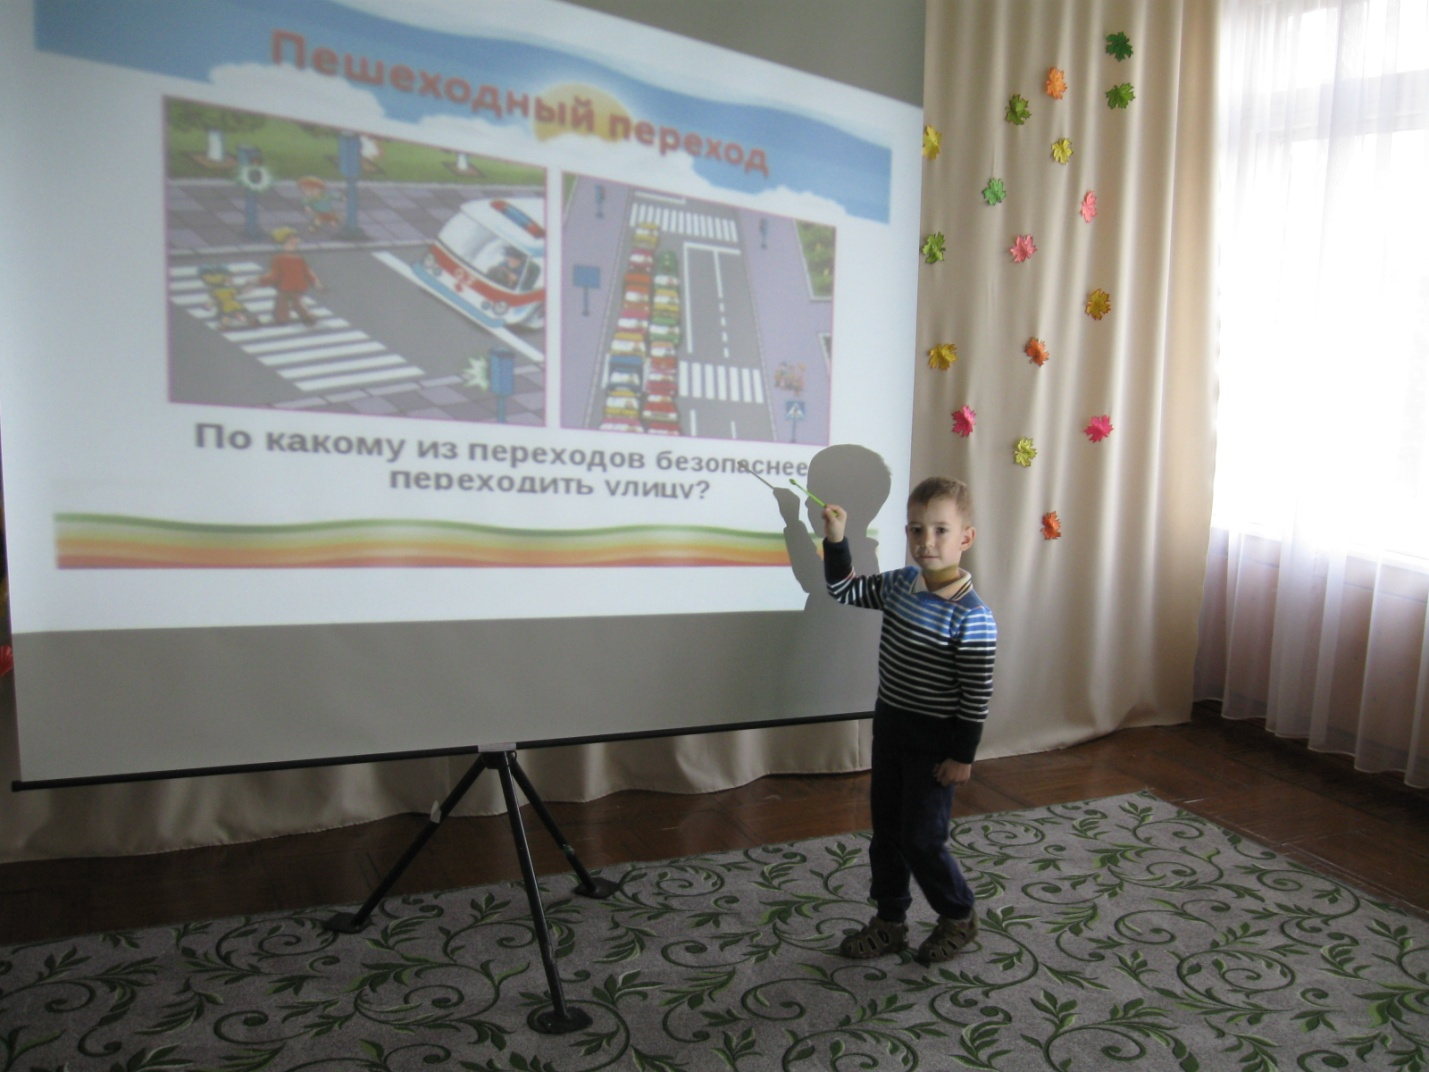 Пешеходный переход
По какому из переходов безопаснее
переходить улицу?